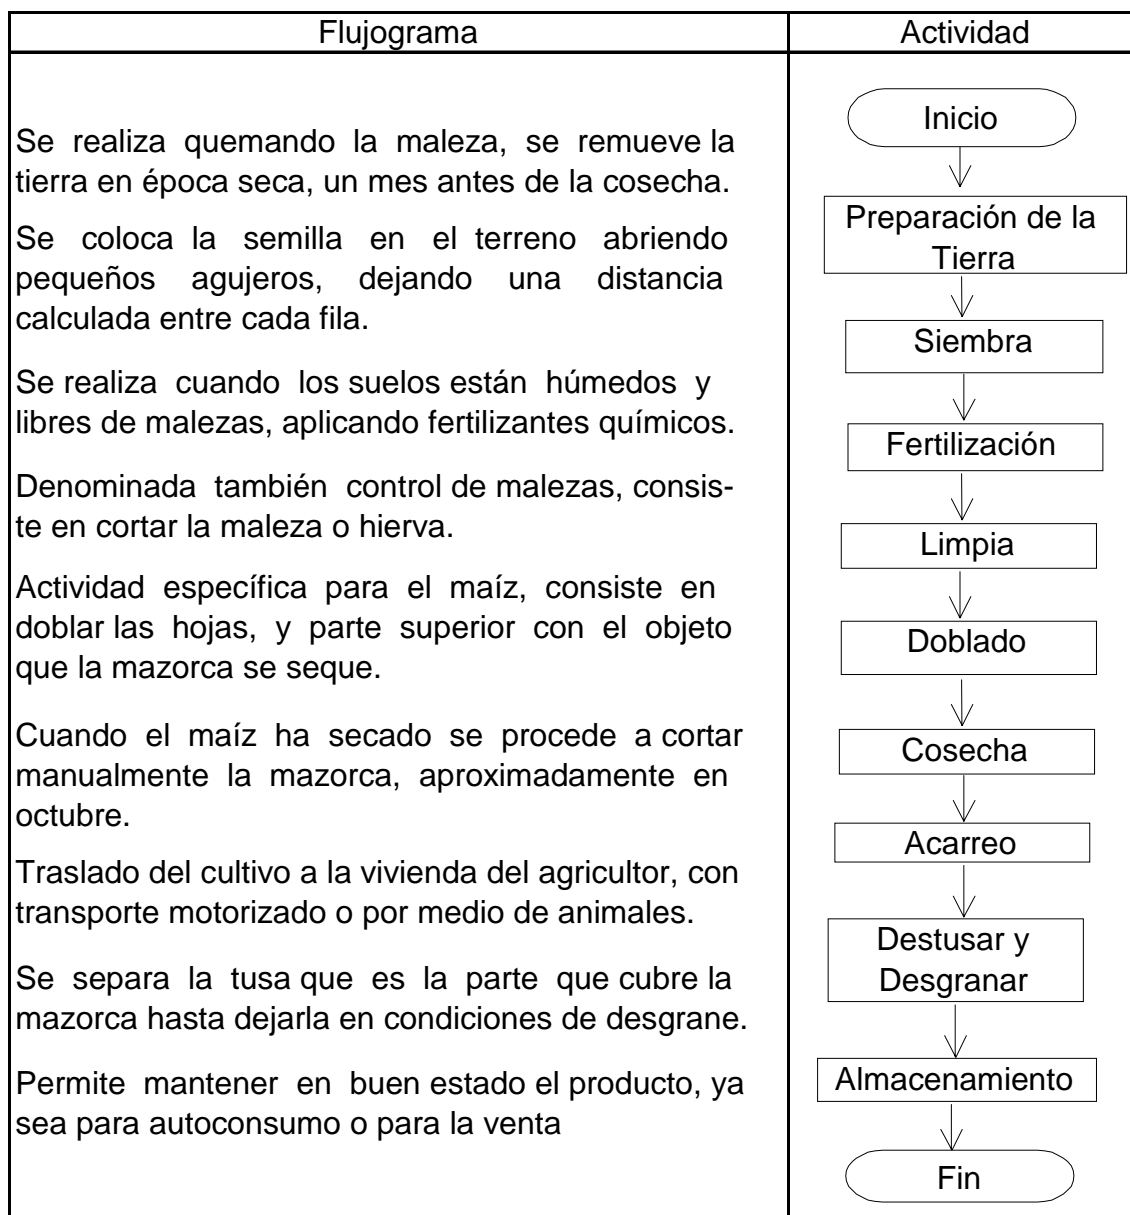 Flujograma
Actividad
Se realiza quemando la maleza, se remueve la
tierra en época seca, un mes antes de la cosecha.
Se coloca la semilla en el terreno abriendo
pequeños agujeros, dejando una distancia
calculada entre cada fila.
Se realiza cuando los suelos están húmedos y
libres de malezas, aplicando fertilizantes químicos.
Denominada también control de malezas, consis-
te en cortar la maleza o hierva.
Actividad específica para el maíz, consiste en
doblar las hojas, y parte superior con el objeto
que la mazorca se seque.
Cuando el maíz ha secado se procede a cortar
manualmente la mazorca, aproximadamente en
octubre.
Traslado del cultivo a la vivienda del agricultor, con
transporte motorizado o por medio de animales.
Se separa la tusa que es la parte que cubre la
mazorca hasta dejarla en condiciones de desgrane.
Permite mantener en buen estado el producto, ya
sea para autoconsumo o para la venta
Inicio
Preparación de la
Tierra
Siembra
Fertilización
Limpia
Doblado
Cosecha
Acarreo
Destusar y
Desgranar
Almacenamiento
Fin